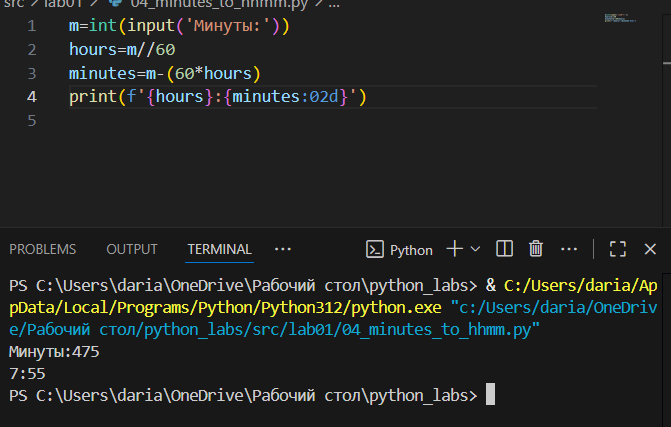 src > lab01 > 04_minutes_to_hhmm.py > ...
1 m=int(input('Минуты:'))
2 hours=m//60
3 minutes=m-(60*hours)
4 print(f'{hours}:{minutes:02d}')
5
PROBLEMS OUTPUT TERMINAL ... Python
PS C:\Users\daria\OneDrive\Рабочий стол\python_labs> & C:/Users/daria/Ap
pData/Local/Programs/Python/Python312/python.exe "c:/Users/daria/OneDriv
e/Рабочий стол/python_labs/src/lab01/04_minutes_to_hhmm.py"
Минуты:475
7:55
PS C:\Users\daria\OneDrive\Рабочий стол\python_labs>